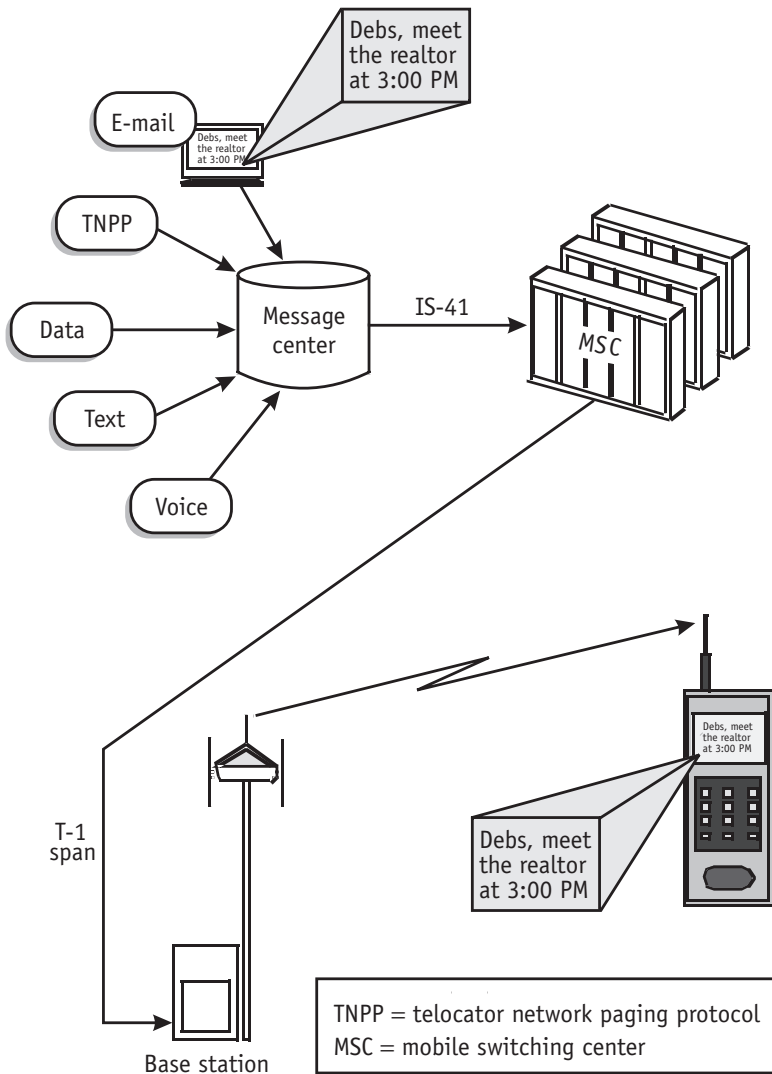 Debs, meet
the realtor
at 3:00 PM
E-mail
Debs, meet
the realtor
at 3:00 PM
TNPP
Data
Text
Voice
Message
center
IS-41
MSC
T-1
span
Base station
Debs, meet
the realtor
at 3:00 PM
Debs, meet
the realtor
at 3:00 PM
TNPP = telocator network paging protocol
MSC = mobile switching center